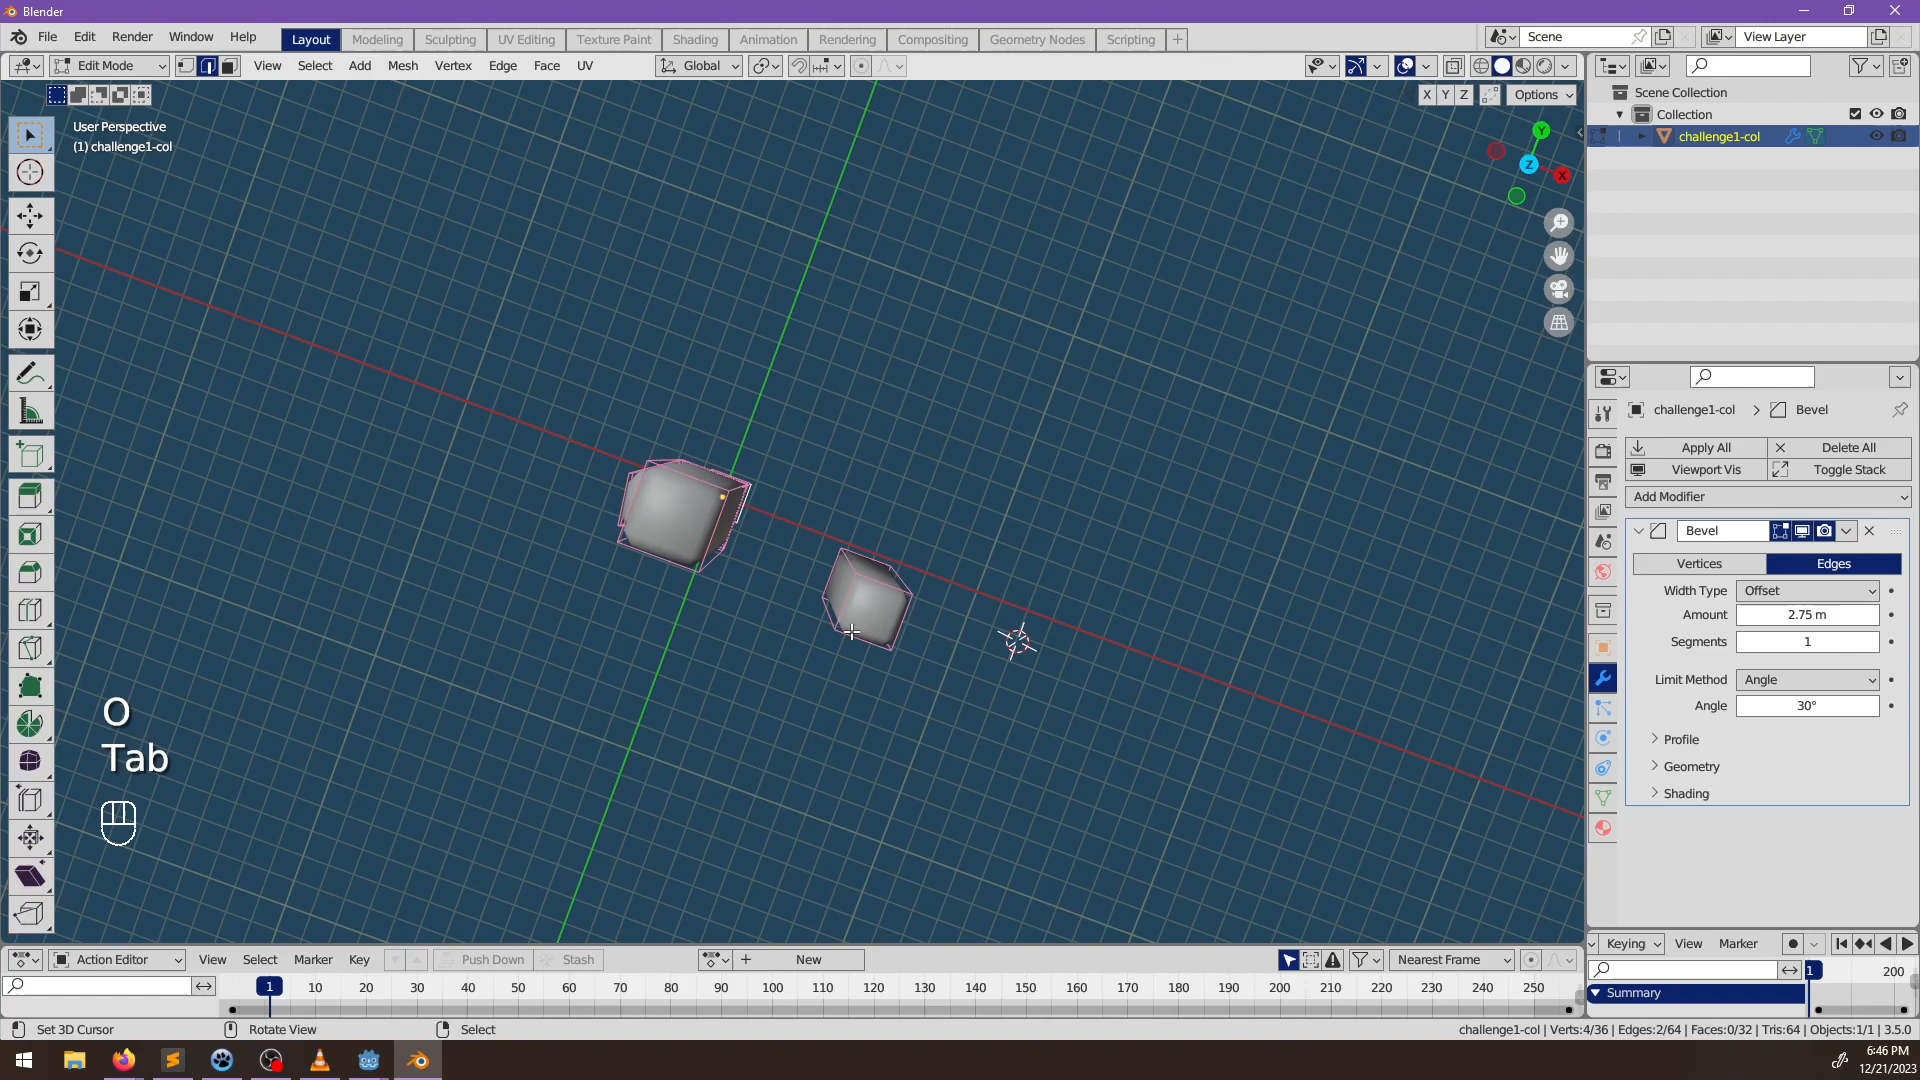 Blender
File Edit Render Window Help Layout Modeling Sculpting UV Editing Texture Paint Shading Animation Rendering Compositing Geometry Nodes Scripting + Scene View Layer
Edit Mode View Select Add Mesh Vertex Edge Face UV Global
X Y Z Options
User Perspective
(1) challenge1-col
Y
Z
X
O
Tab
Scene Collection
Collection
challenge1-col
challenge1-col > Bevel
Apply All Delete All
Viewport Vis Toggle Stack
Add Modifier
Bevel
Vertices Edges
Width Type Offset
Amount 2.75 m
Segments 1
Limit Method Angle
Angle 30°
Profile
Geometry
Shading
Action Editor View Select Marker Key Push Down Stash + New Nearest Frame
1 10 20 30 40 50 60 70 80 90 100 110 120 130 140 150 160 170 180 190 200 210 220 230 240 250
Keying View Marker
1 200
Summary
Set 3D Cursor Rotate View Select challenge1-col | Verts:4/36 | Edges:2/64 | Faces:0/32 | Tris:64 | Objects:1/1 | 3.5.0
6:46 PM
12/21/2023